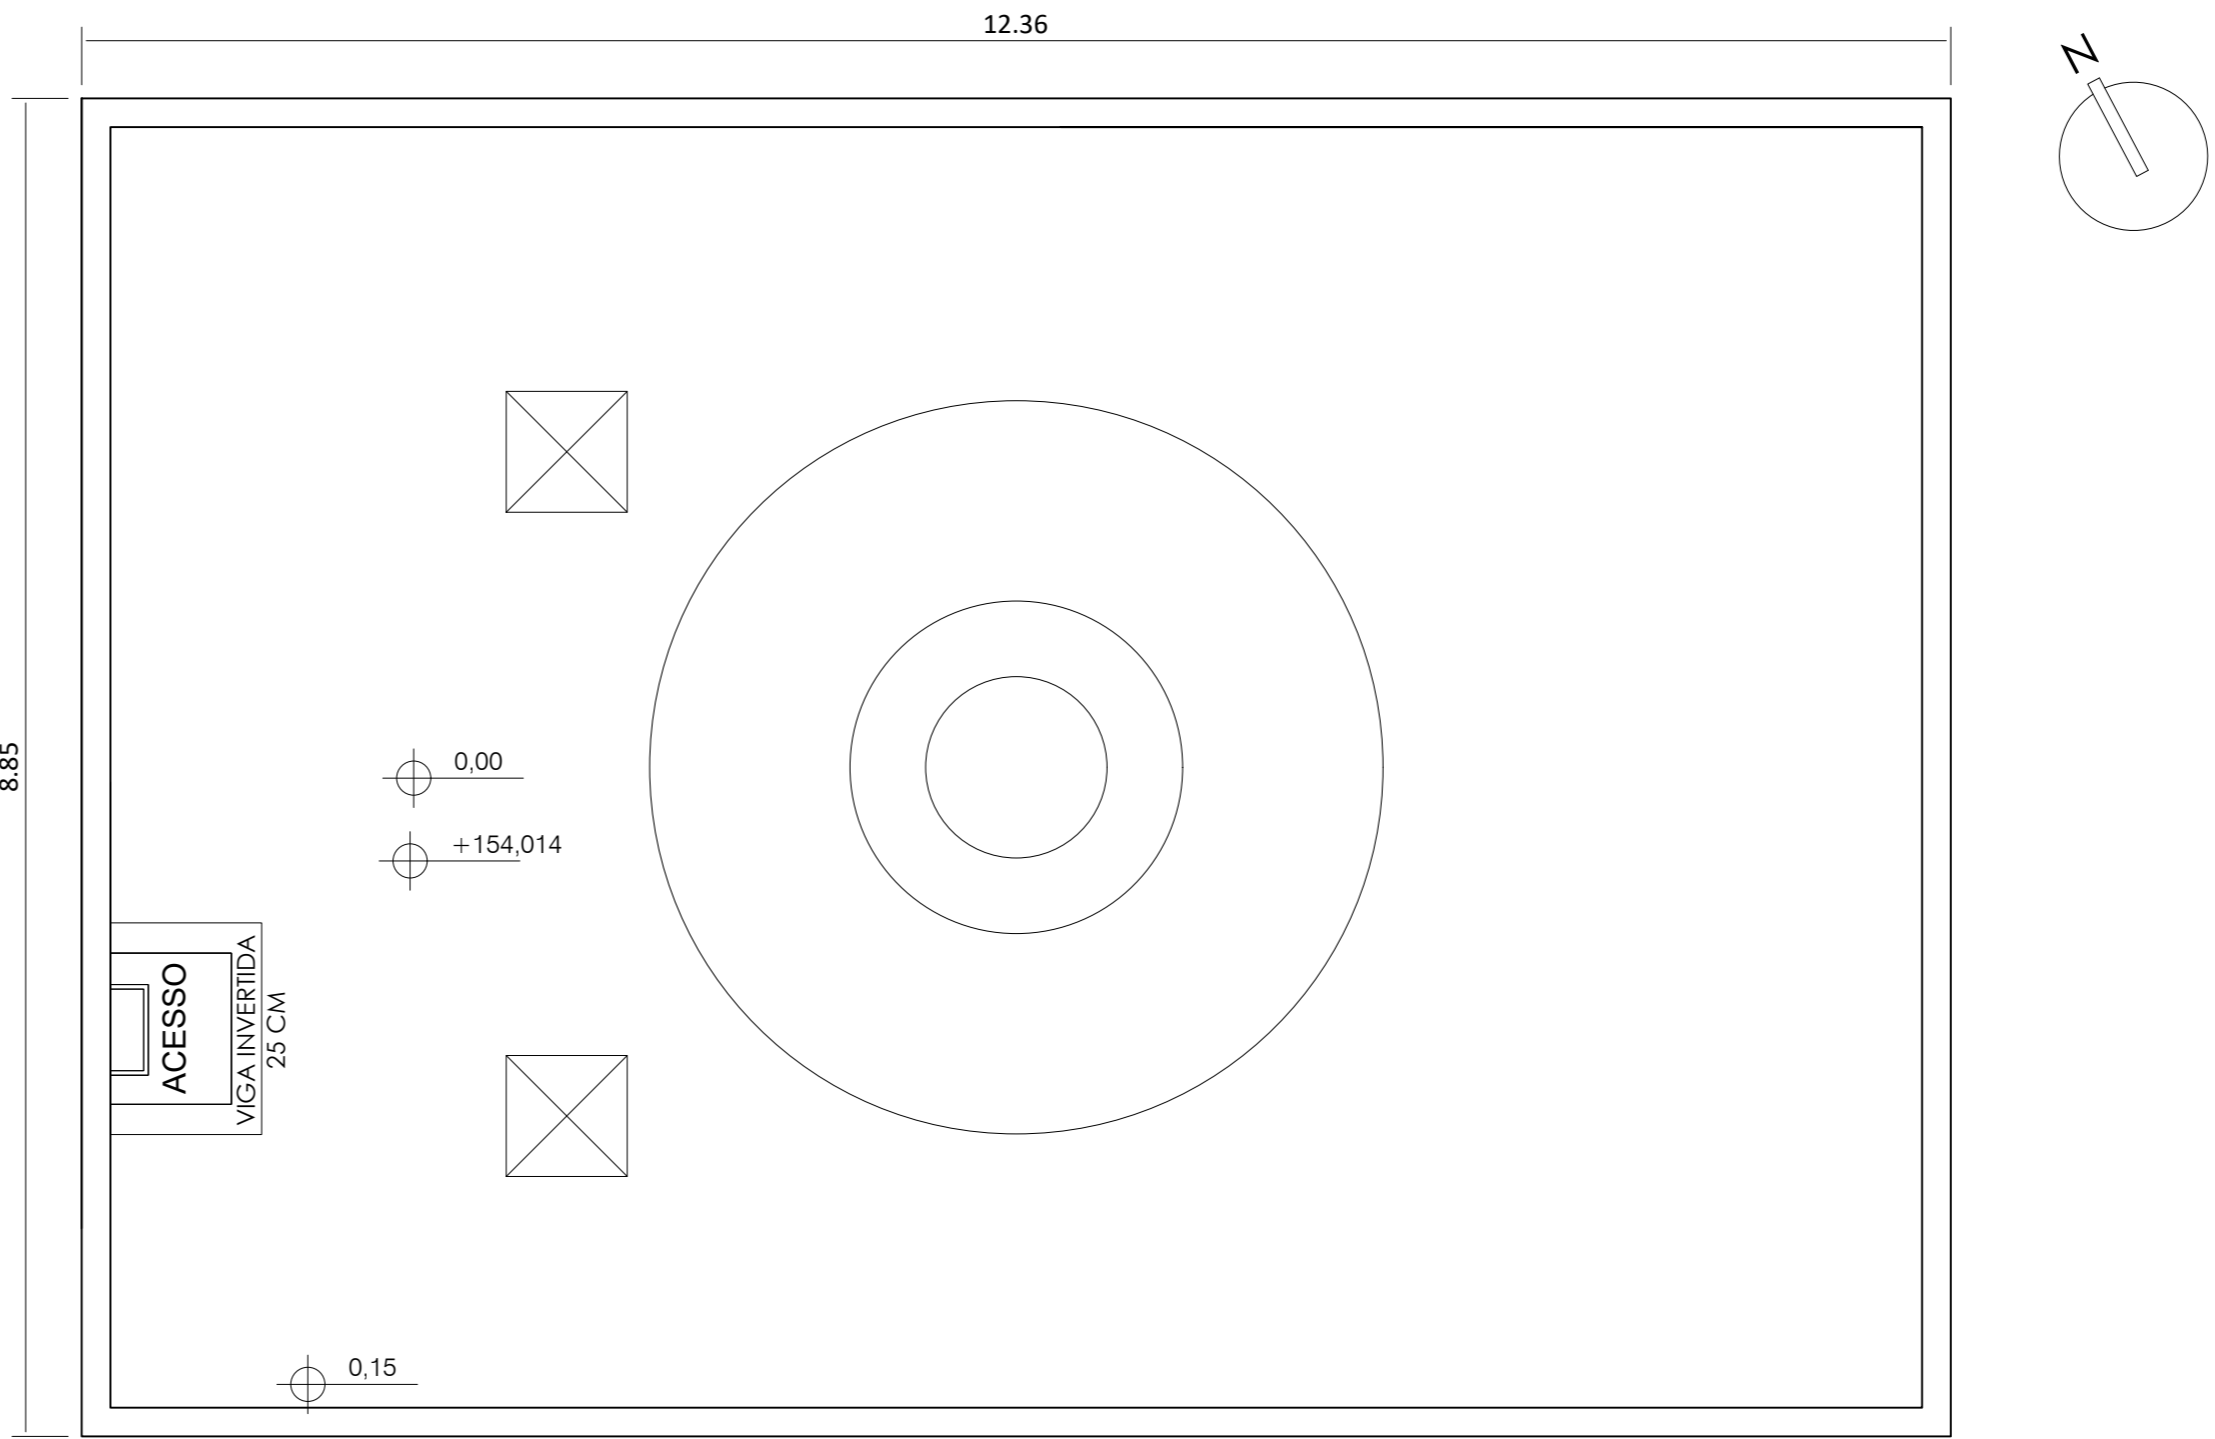 12.36
N
8.85
0,00
+154,014
ACESSO
VIGA INVERTIDA
25 CM
0,15